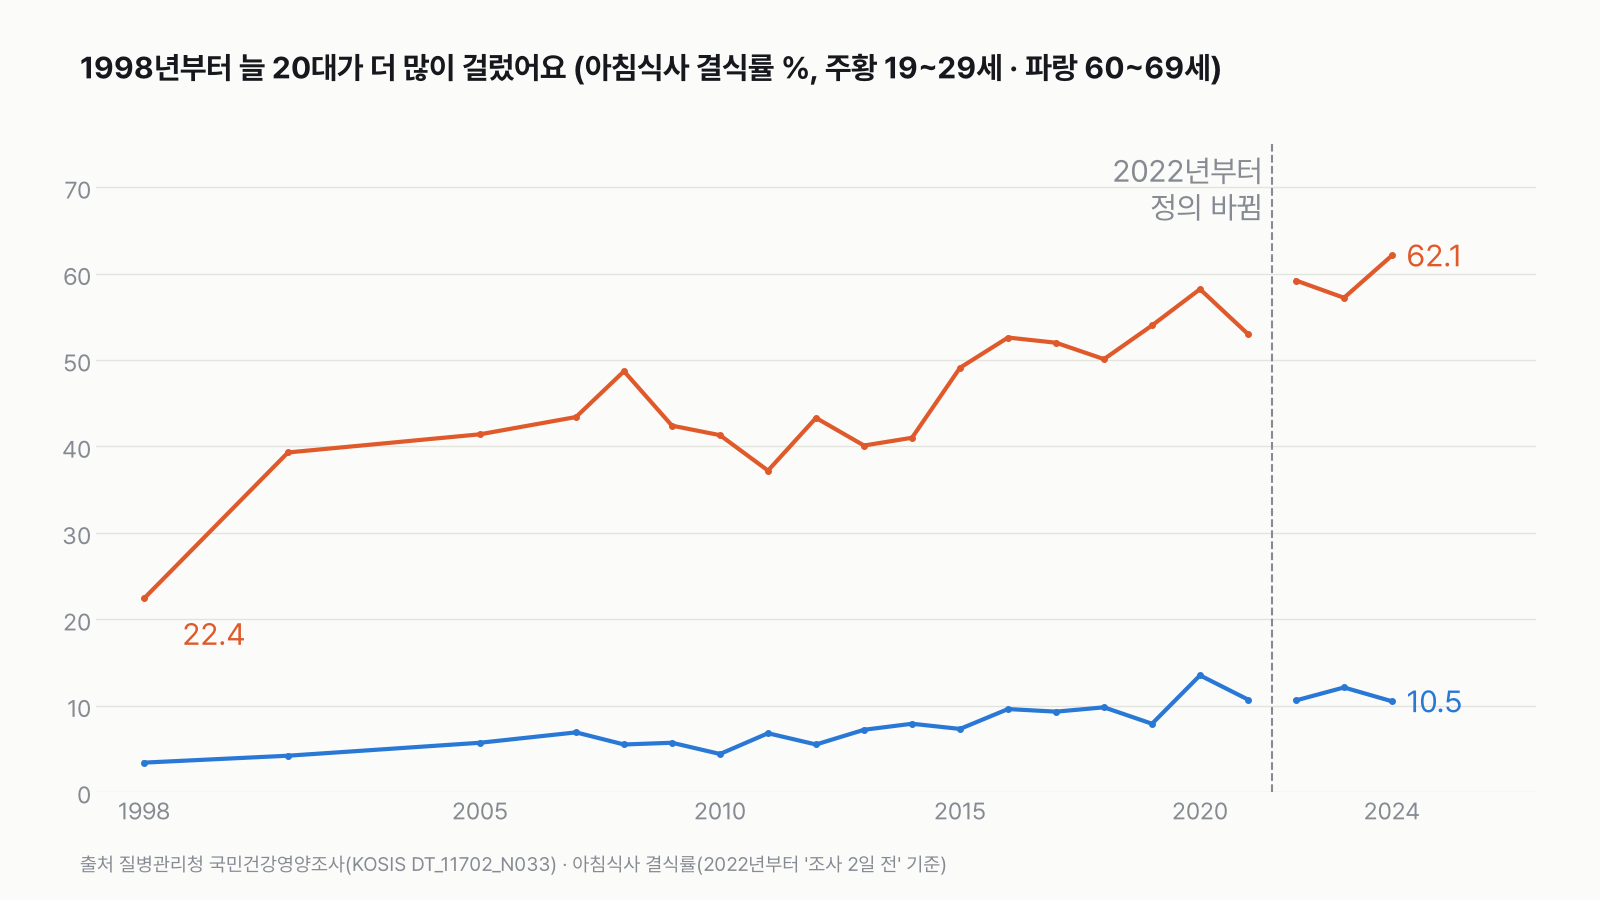 1998년부터 늘 20대가 더 많이 걸렀어요 (아침식사 결식률 %, 주황 19~29세 · 파랑 60~69세)
2022년부터
정의 바뀜
70
60
50
40
30
20
10
0
62.1
22.4
10.5
1998 2005 2010 2015 2020 2024
출처 질병관리청 국민건강영양조사(KOSIS DT_11702_N033) · 아침식사 결식률(2022년부터 '조사 2일 전' 기준)